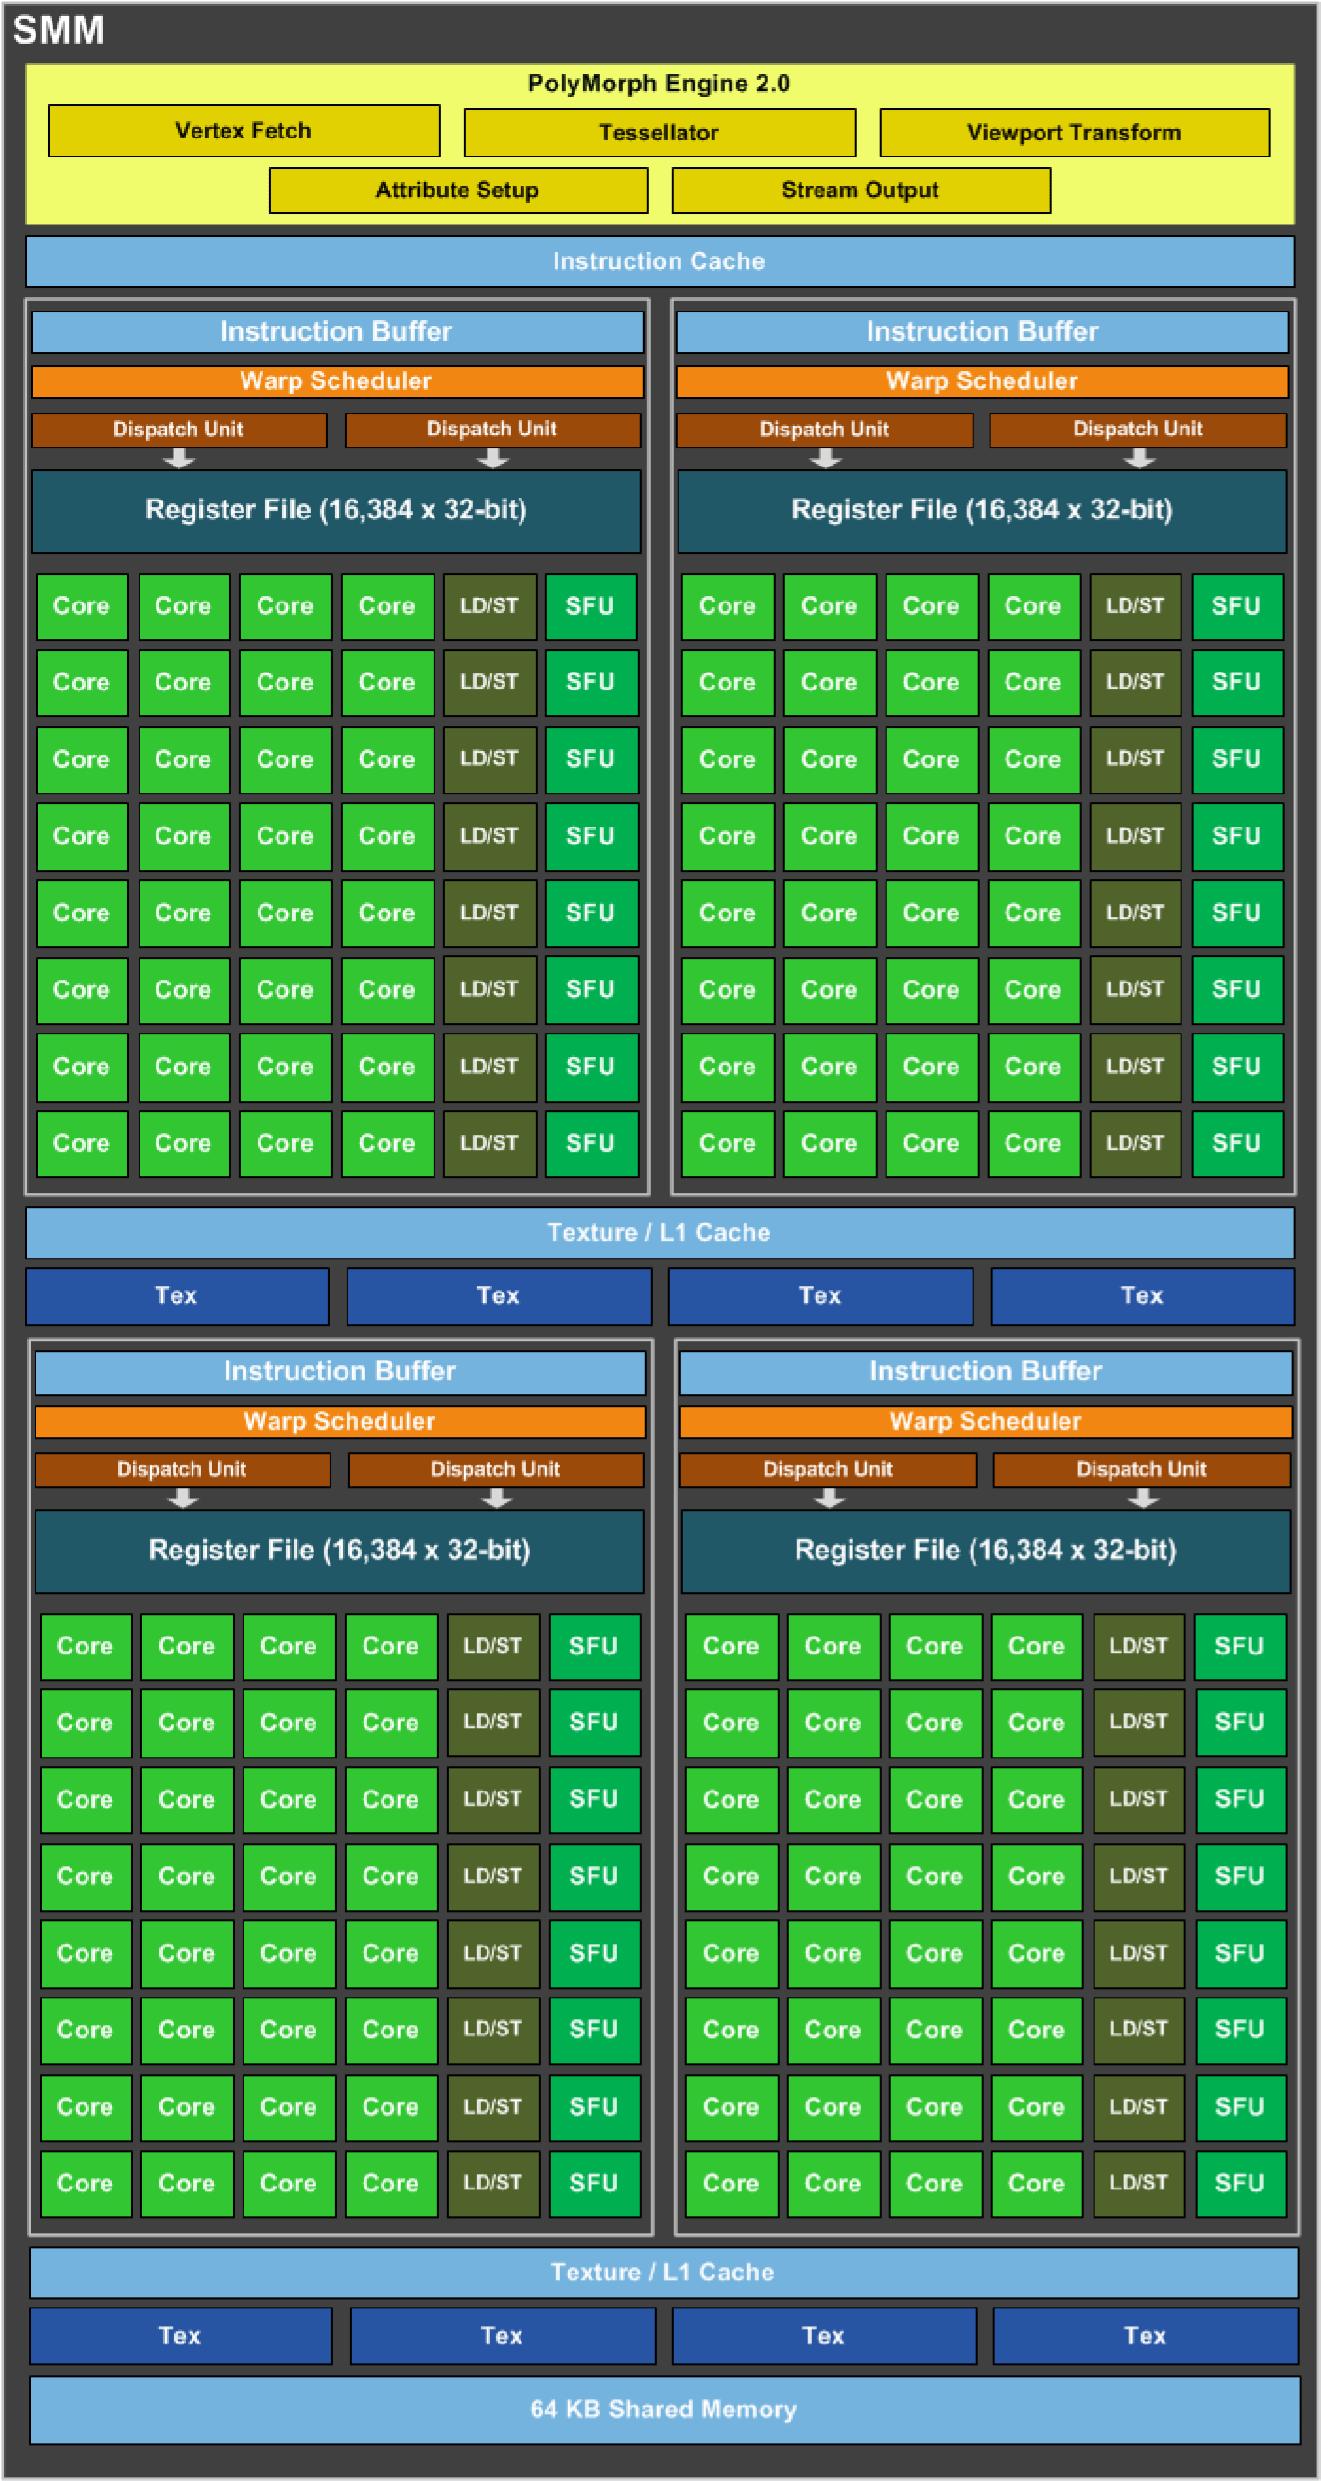 SMM
PolyMorph Engine 2.0
Vertex Fetch Tessellator Viewport Transform
Attribute Setup Stream Output
Instruction Cache
Instruction Buffer Instruction Buffer
Warp Scheduler Warp Scheduler
Dispatch Unit Dispatch Unit Dispatch Unit Dispatch Unit
Register File (16,384 x 32-bit) Register File (16,384 x 32-bit)
Core Core Core Core LD/ST SFU Core Core Core Core LD/ST SFU
Core Core Core Core LD/ST SFU Core Core Core Core LD/ST SFU
Core Core Core Core LD/ST SFU Core Core Core Core LD/ST SFU
Core Core Core Core LD/ST SFU Core Core Core Core LD/ST SFU
Core Core Core Core LD/ST SFU Core Core Core Core LD/ST SFU
Core Core Core Core LD/ST SFU Core Core Core Core LD/ST SFU
Core Core Core Core LD/ST SFU Core Core Core Core LD/ST SFU
Core Core Core Core LD/ST SFU Core Core Core Core LD/ST SFU
Texture / L1 Cache
Tex Tex Tex Tex
Instruction Buffer Instruction Buffer
Warp Scheduler Warp Scheduler
Dispatch Unit Dispatch Unit Dispatch Unit Dispatch Unit
Register File (16,384 x 32-bit) Register File (16,384 x 32-bit)
Core Core Core Core LD/ST SFU Core Core Core Core LD/ST SFU
Core Core Core Core LD/ST SFU Core Core Core Core LD/ST SFU
Core Core Core Core LD/ST SFU Core Core Core Core LD/ST SFU
Core Core Core Core LD/ST SFU Core Core Core Core LD/ST SFU
Core Core Core Core LD/ST SFU Core Core Core Core LD/ST SFU
Core Core Core Core LD/ST SFU Core Core Core Core LD/ST SFU
Core Core Core Core LD/ST SFU Core Core Core Core LD/ST SFU
Core Core Core Core LD/ST SFU Core Core Core Core LD/ST SFU
Texture / L1 Cache
Tex Tex Tex Tex
64 KB Shared Memory